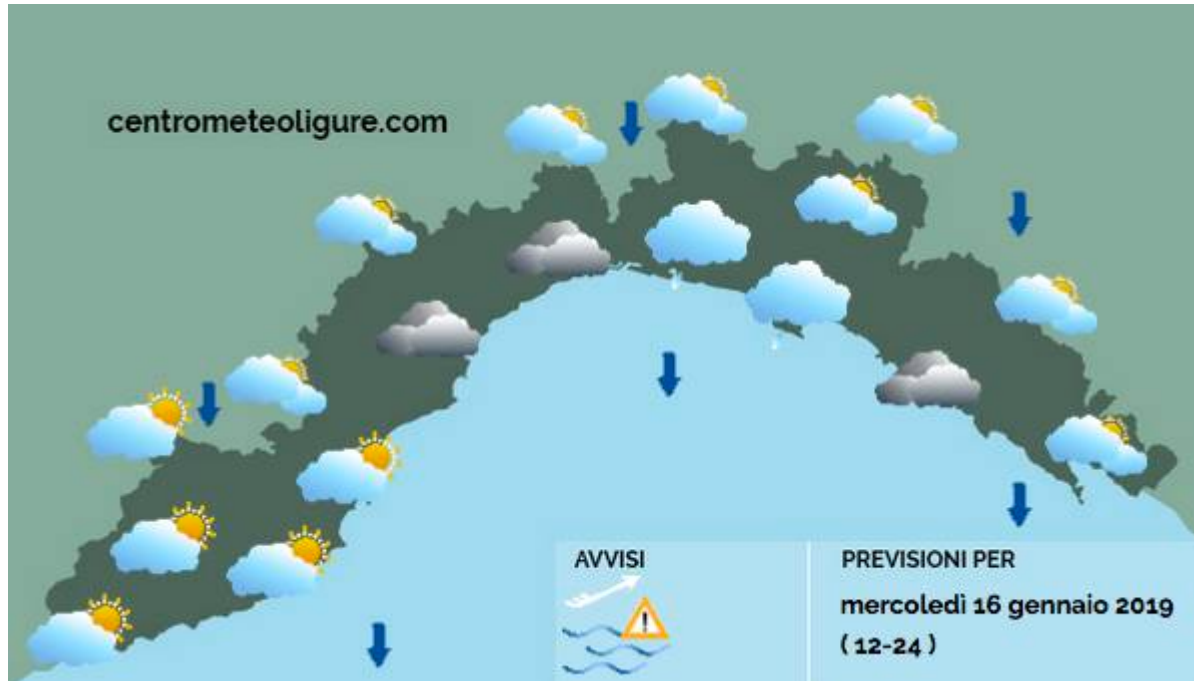 centrometeoligure.com
AVVISI
PREVISIONI PER
mercoledì 16 gennaio 2019
( 12-24 )